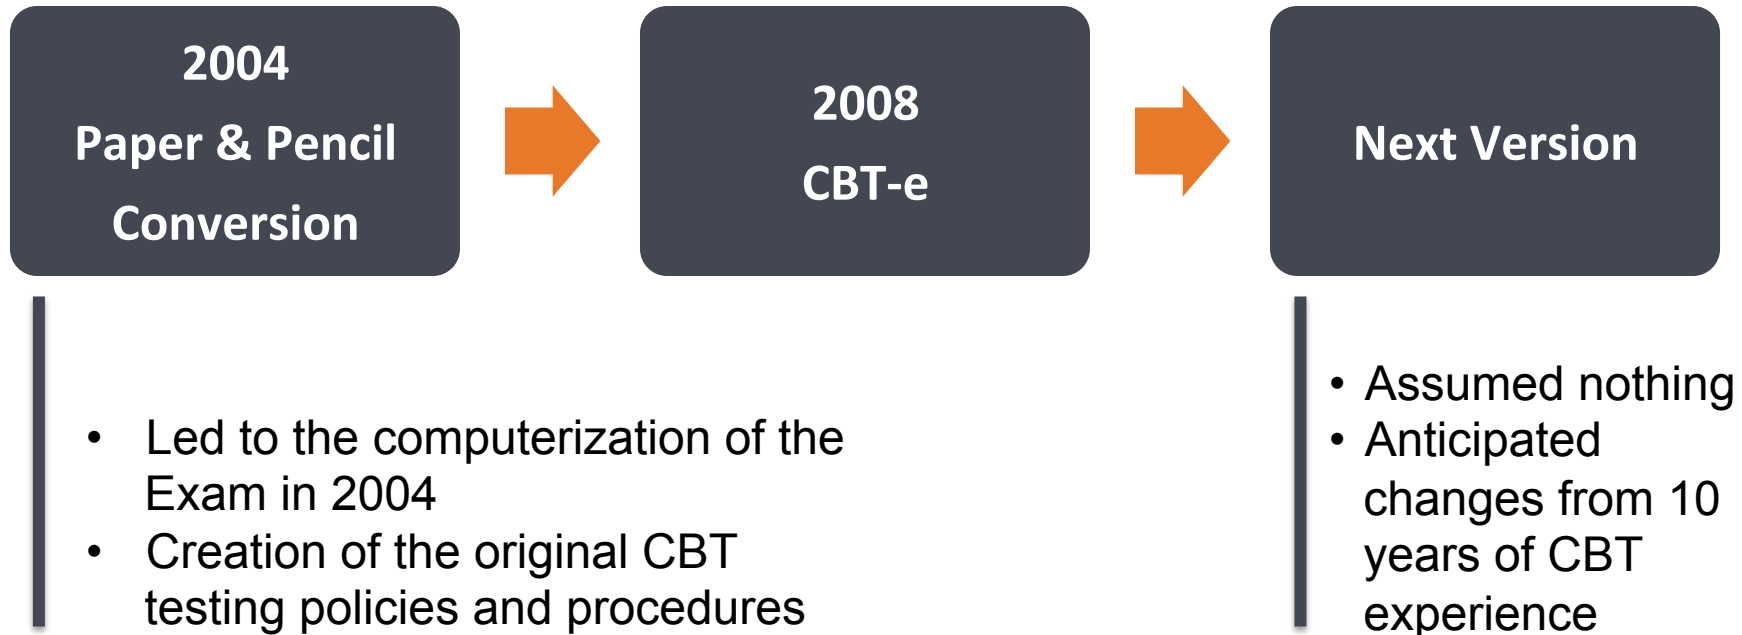 2004
Paper & Pencil
Conversion
2008
CBT-e
Next Version
• Led to the computerization of the
Exam in 2004
• Creation of the original CBT
testing policies and procedures
• Assumed nothing
• Anticipated
changes from 10
years of CBT
experience